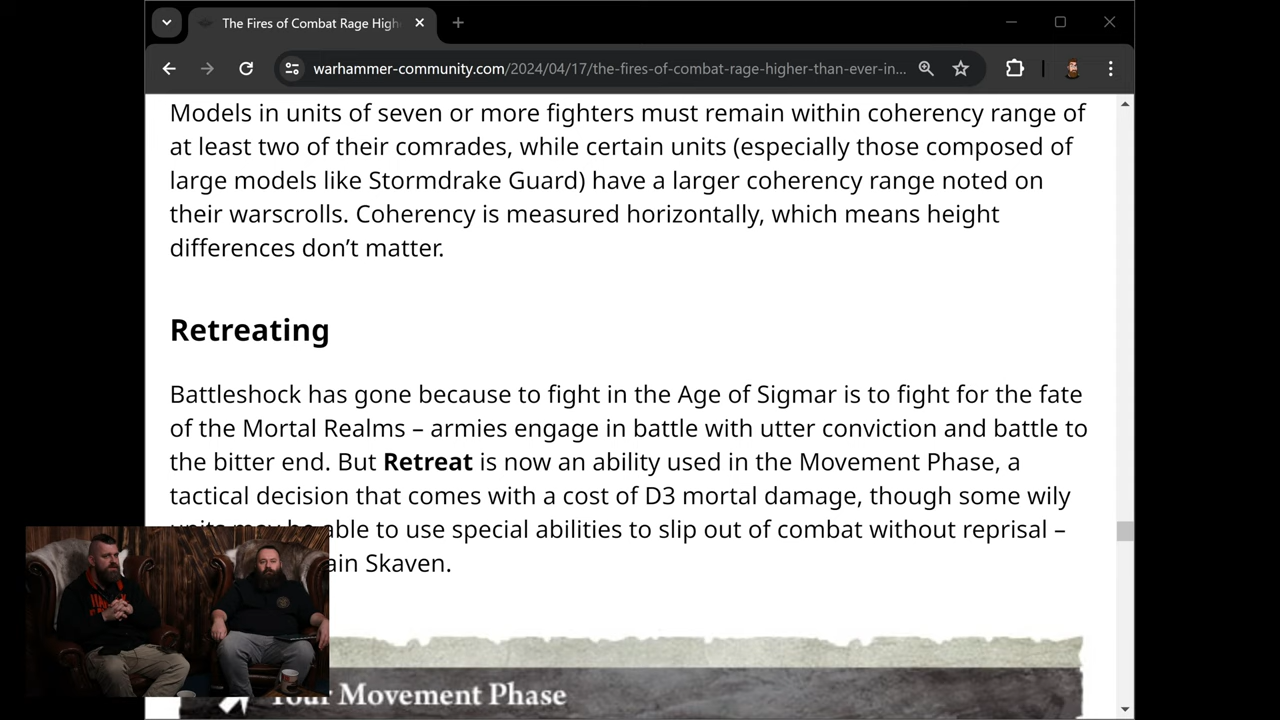 The Fires of Combat Rage High
warhammer-community.com/2024/04/17/the-fires-of-combat-rage-higher-than-ever-in...
Models in units of seven or more fighters must remain within coherency range of
at least two of their comrades, while certain units (especially those composed of
large models like Stormdrake Guard) have a larger coherency range noted on
their warscrolls. Coherency is measured horizontally, which means height
differences don’t matter.
Retreating
Battleshock has gone because to fight in the Age of Sigmar is to fight for the fate
of the Mortal Realms – armies engage in battle with utter conviction and battle to
the bitter end. But Retreat is now an ability used in the Movement Phase, a
tactical decision that comes with a cost of D3 mortal damage, though some wily
units may be able to use special abilities to slip out of combat without reprisal –
Skaven.
Your Movement Phase